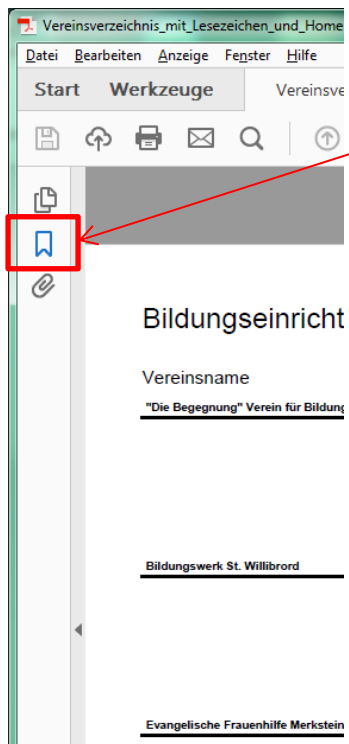 Vereinsverzeichnis_mit_Lesezeichen_und_Home
Datei Bearbeiten Anzeige Fenster Hilfe
Start Werkzeuge Vereinsve
Bildungseinricht
Vereinsname
"Die Begegnung" Verein für Bildung
Bildungswerk St. Willibrord
Evangelische Frauenhilfe Merkstein